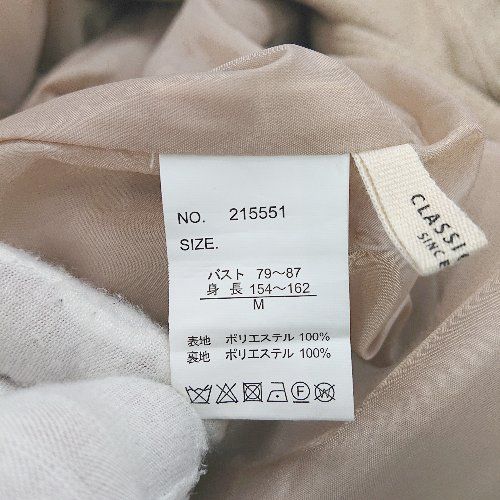 NO. 215551
SIZE.
バスト 79～87
身長 154～162
M
表地 ポリエステル 100%
裏地 ポリエステル 100%
CLASSI
SINCE